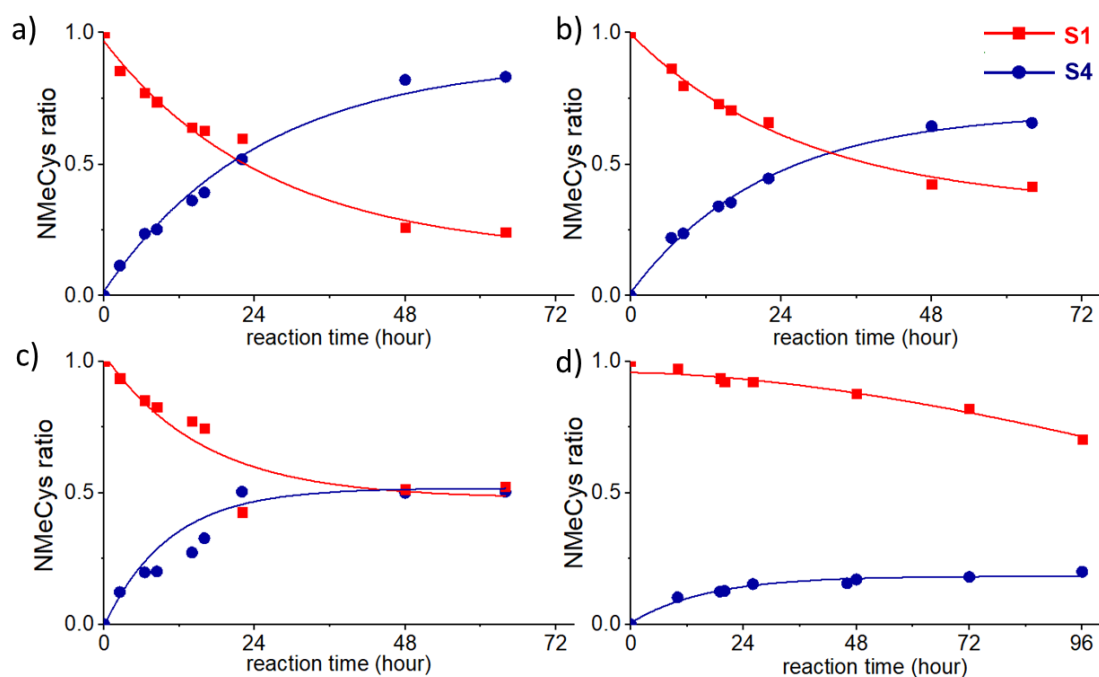 a)
NMeCys ratio
1.0
0.5
0.0
0 24 48 72
reaction time (hour)
b)
S1
S4
NMeCys ratio
1.0
0.5
0.0
0 24 48 72
reaction time (hour)
c)
NMeCys ratio
1.0
0.5
0.0
0 24 48 72
reaction time (hour)
d)
NMeCys ratio
1.0
0.5
0.0
0 24 48 72 96
reaction time (hour)